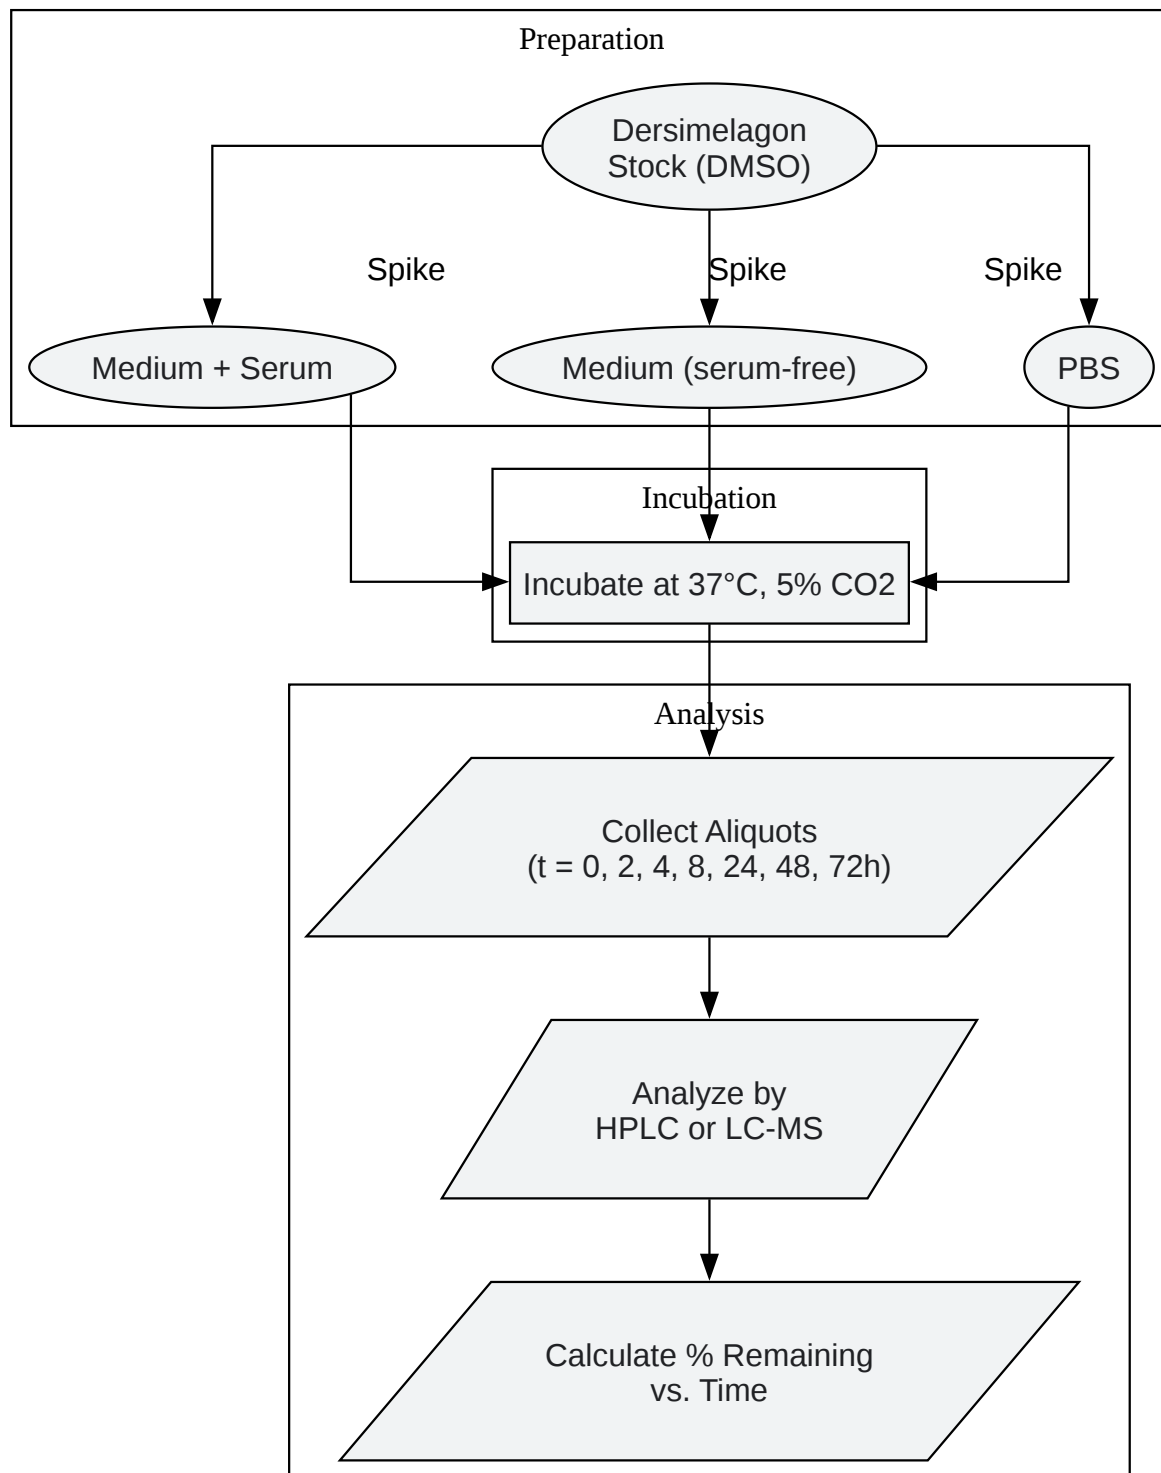 Preparation
Dersimelagon
Stock (DMSO)
Spike
Spike
Spike
Medium + Serum
Medium (serum-free)
PBS
Incubation
Incubate at 37°C, 5% CO2
Analysis
Collect Aliquots
(t = 0, 2, 4, 8, 24, 48, 72h)
Analyze by
HPLC or LC-MS
Calculate % Remaining
vs. Time